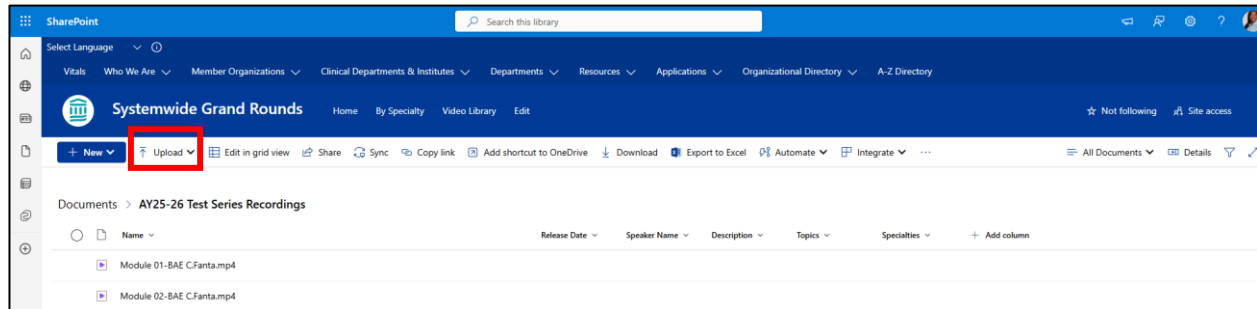 SharePoint Search this library ?
Select Language
Vitals Who We Are Member Organizations Clinical Departments & Institutes Departments Resources Applications Organizational Directory A-Z Directory
Systemwide Grand Rounds Home By Specialty Video Library Edit Not following Site access
+ New Upload Edit in grid view Share Sync Copy link Add shortcut to OneDrive Download Export to Excel Automate Integrate ... All Documents Details
Documents > AY25-26 Test Series Recordings
Name Release Date Speaker Name Description Topics Specialties + Add column
Module 01-BAE C.Fanta.mp4
Module 02-BAE C.Fanta.mp4